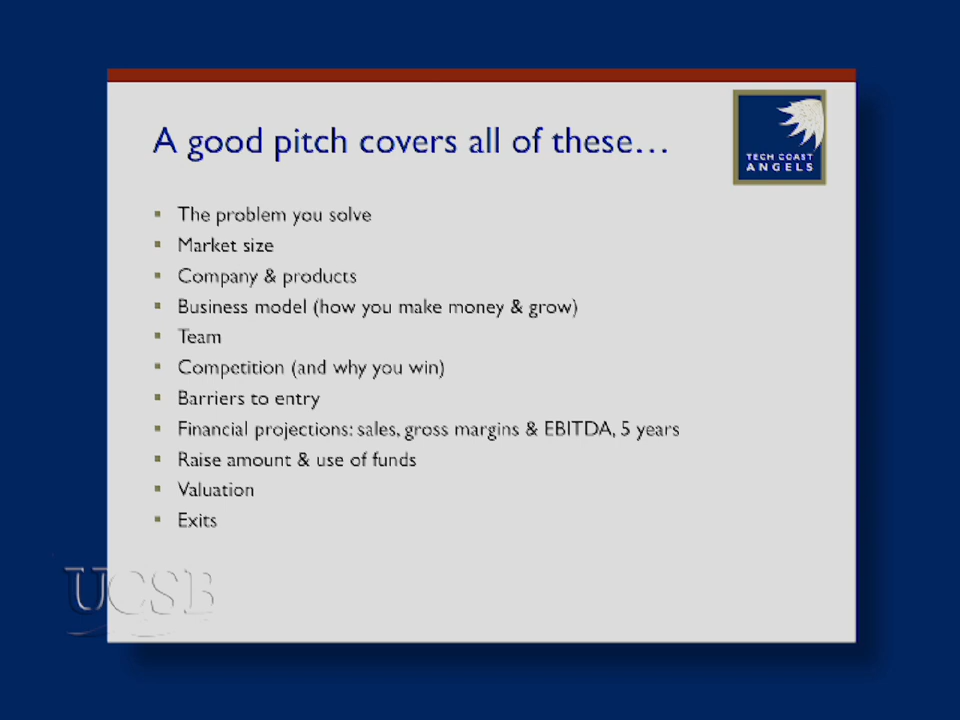 A good pitch covers all of these…
TECH COAST
ANGELS
▪ The problem you solve
▪ Market size
▪ Company & products
▪ Business model (how you make money & grow)
▪ Team
▪ Competition (and why you win)
▪ Barriers to entry
▪ Financial projections: sales, gross margins & EBITDA, 5 years
▪ Raise amount & use of funds
▪ Valuation
▪ Exits
UCSB